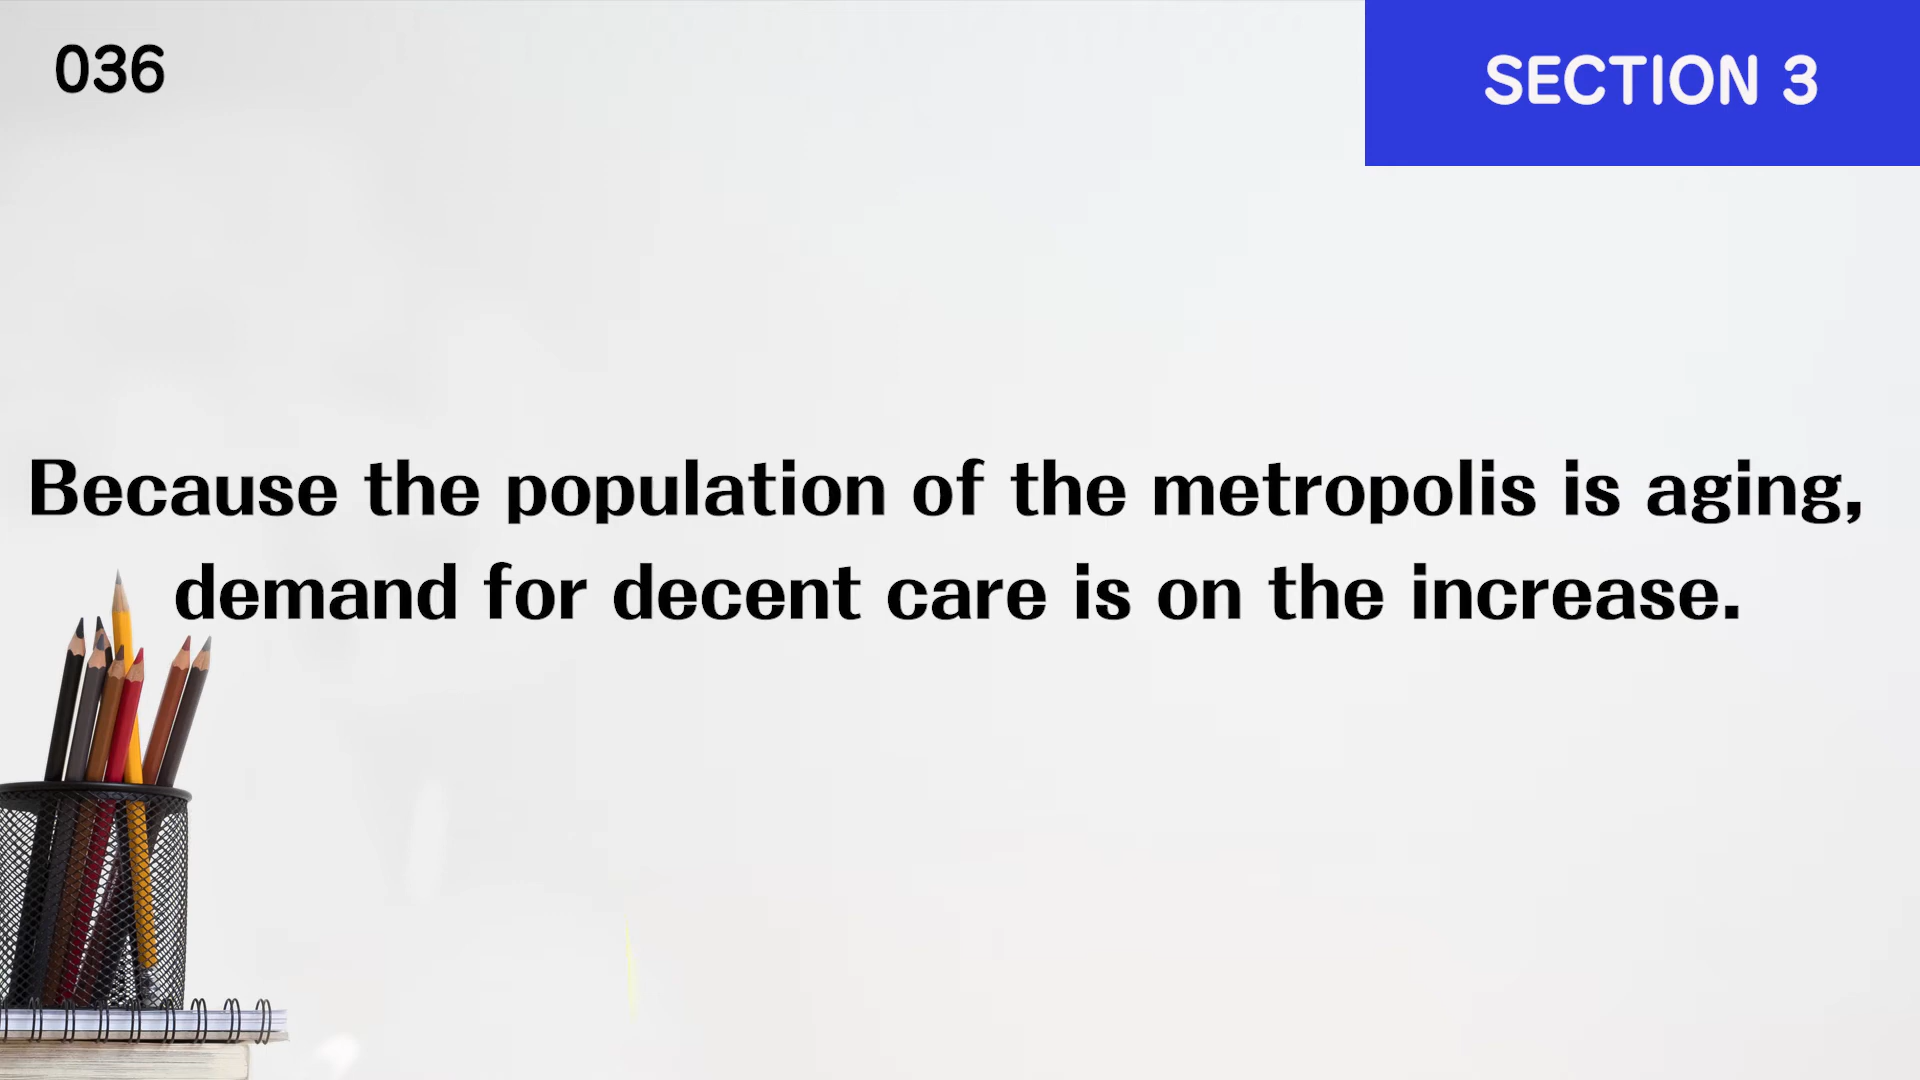 036
SECTION 3
Because the population of the metropolis is aging,
demand for decent care is on the increase.